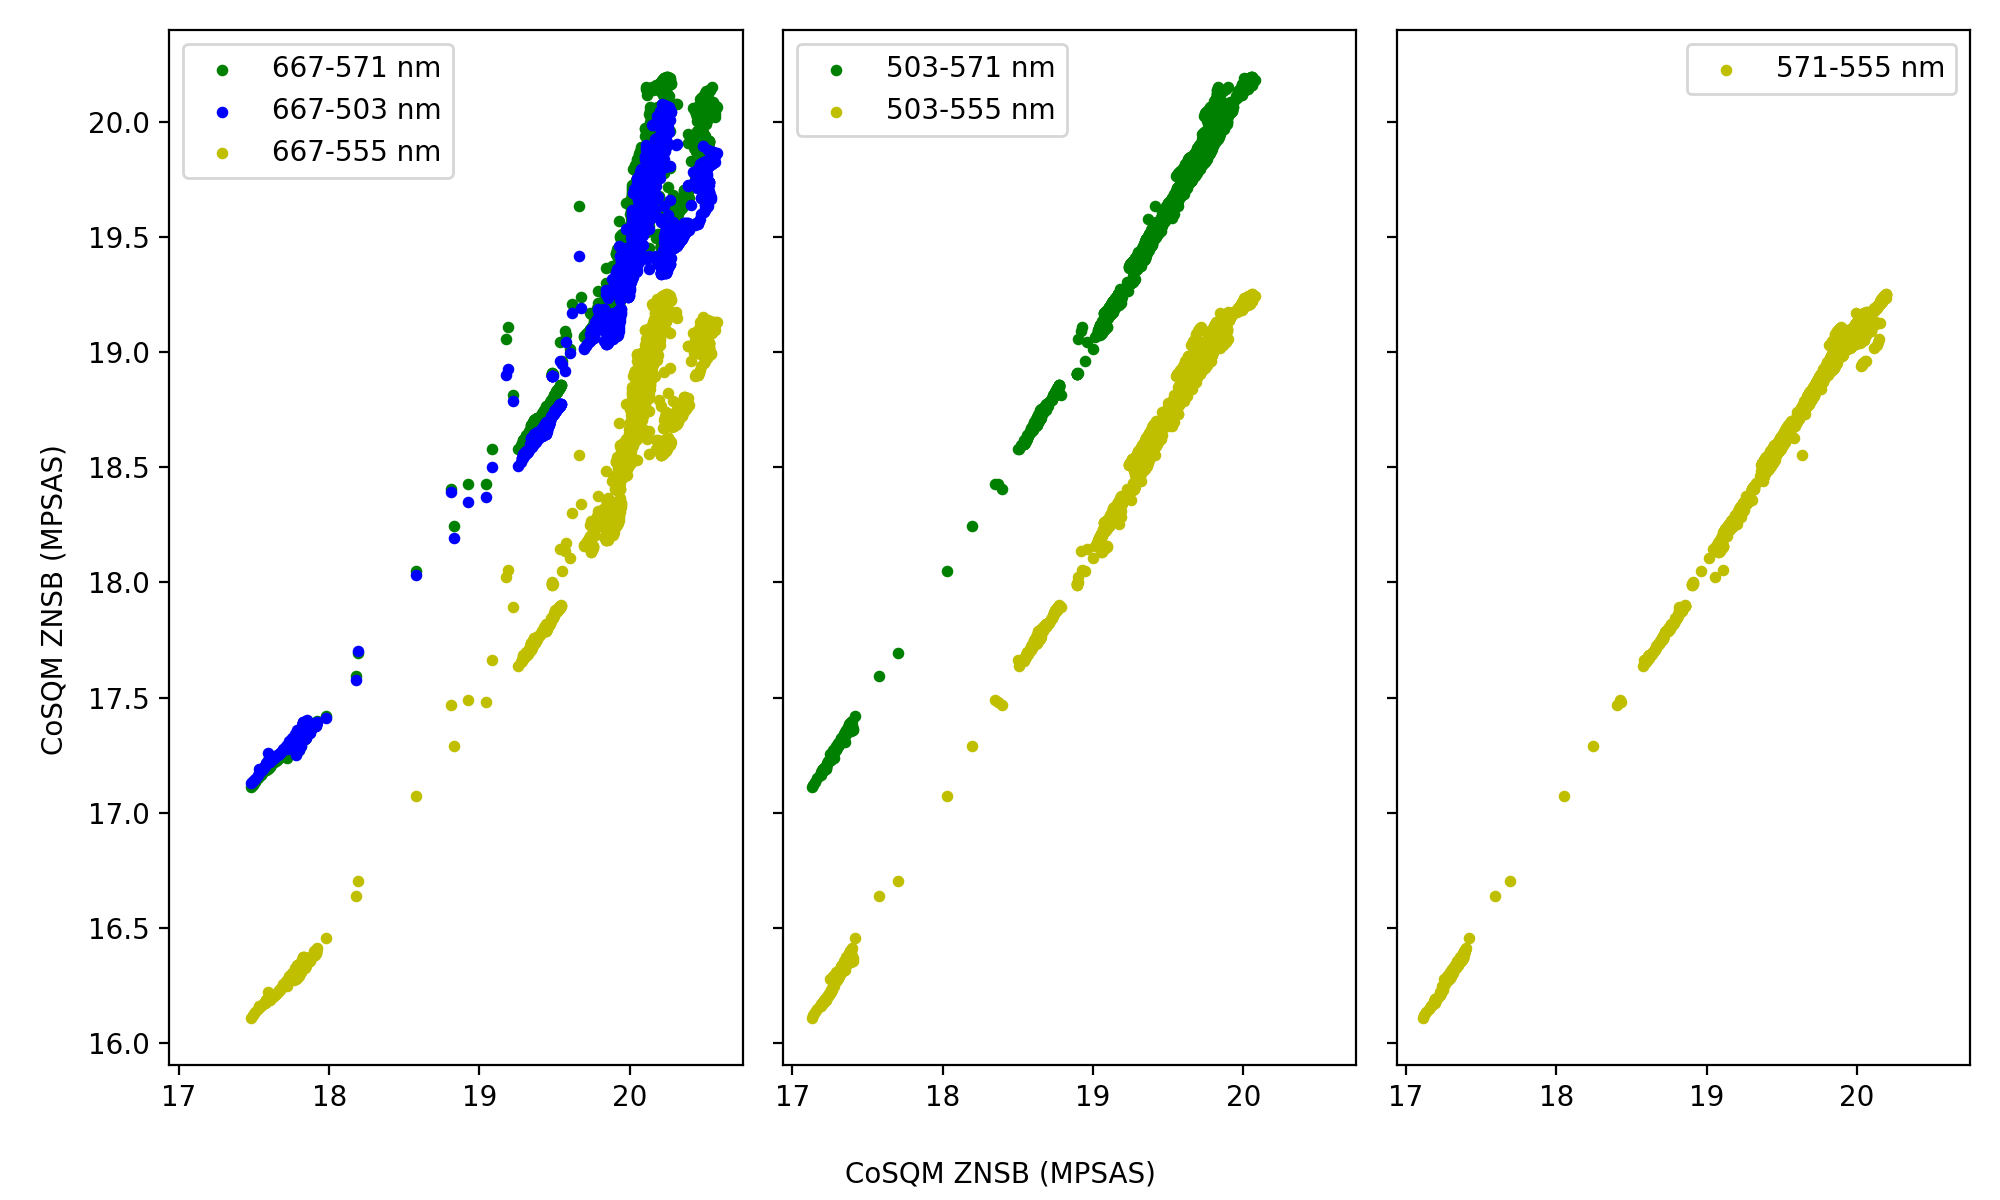 667-571 nm
667-503 nm
667-555 nm
503-571 nm
503-555 nm
571-555 nm
CoSQM ZNSB (MPSAS)
20.0
19.5
19.0
18.5
18.0
17.5
17.0
16.5
16.0
17 18 19 20
17 18 19 20
17 18 19 20
CoSQM ZNSB (MPSAS)